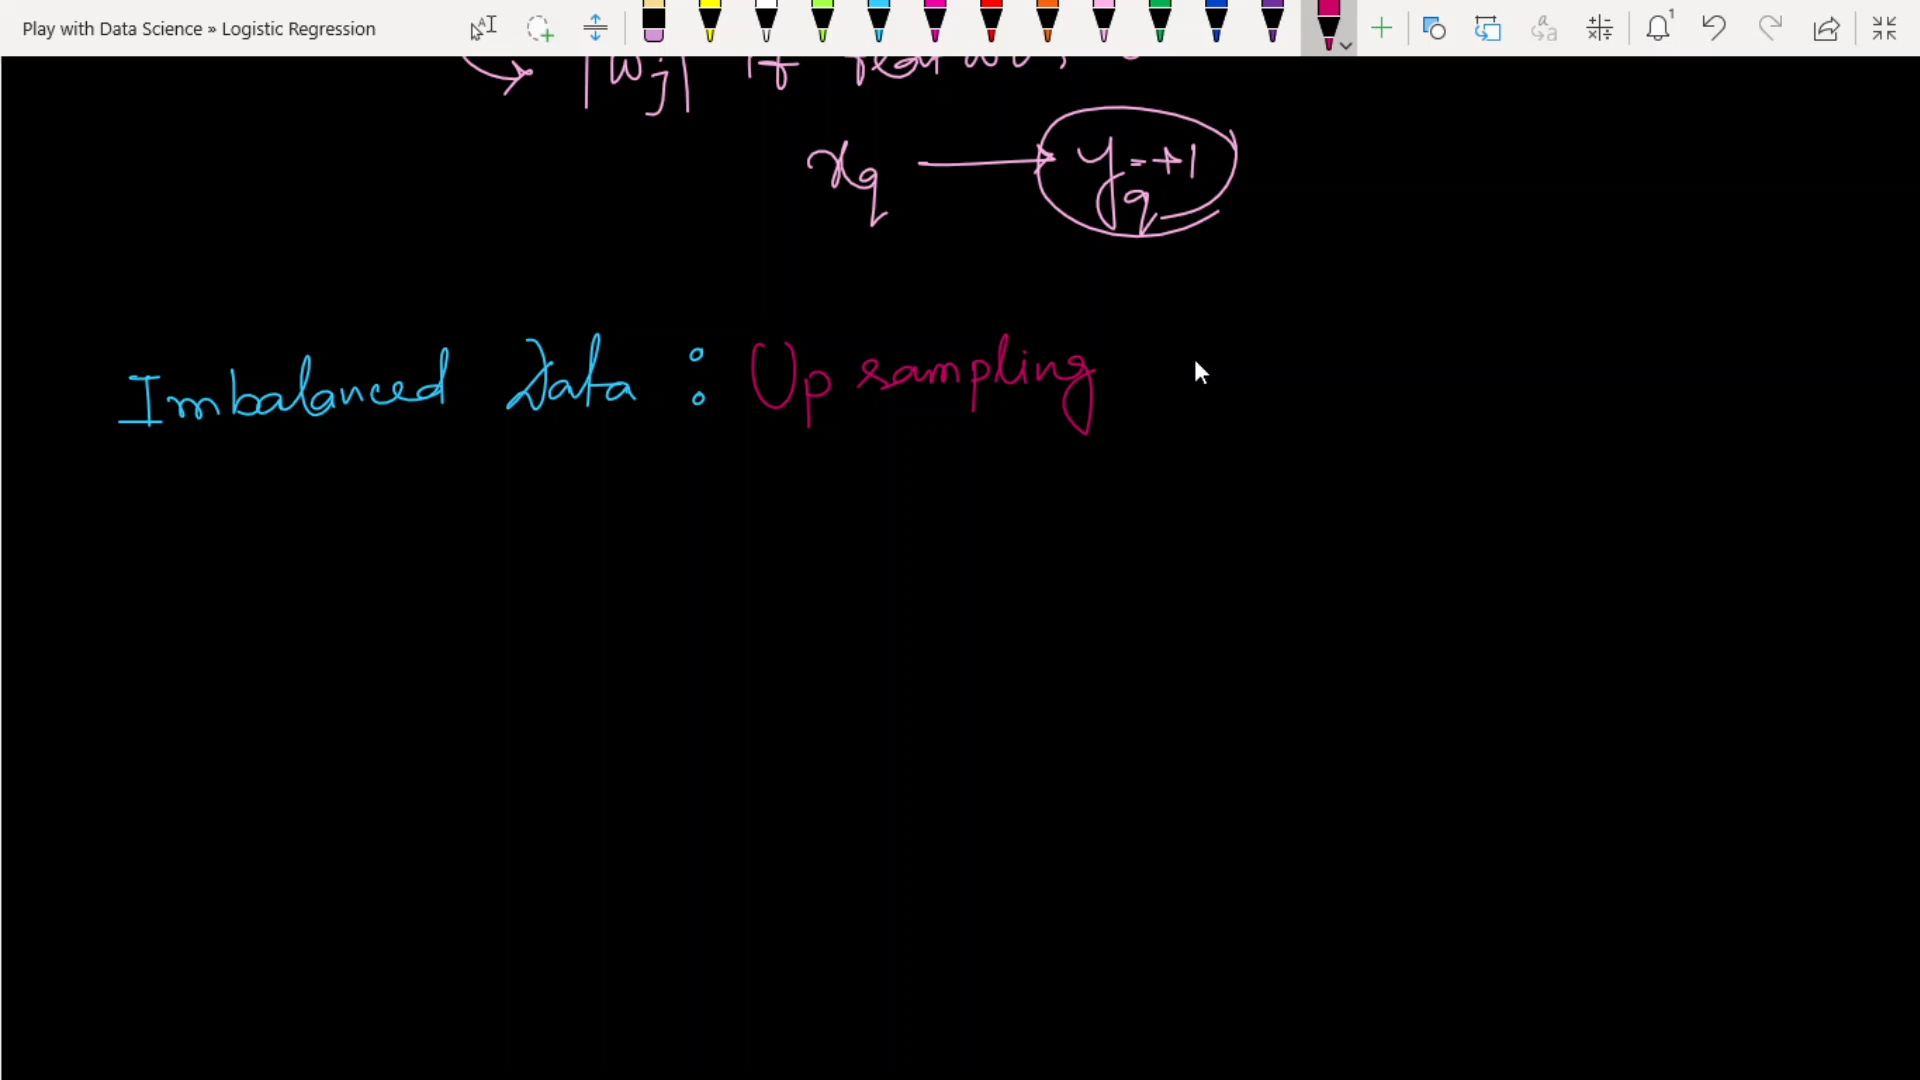 Play with Data Science » Logistic Regression
|wj| if
xq → yq = +1
Imbalanced Data : Up sampling